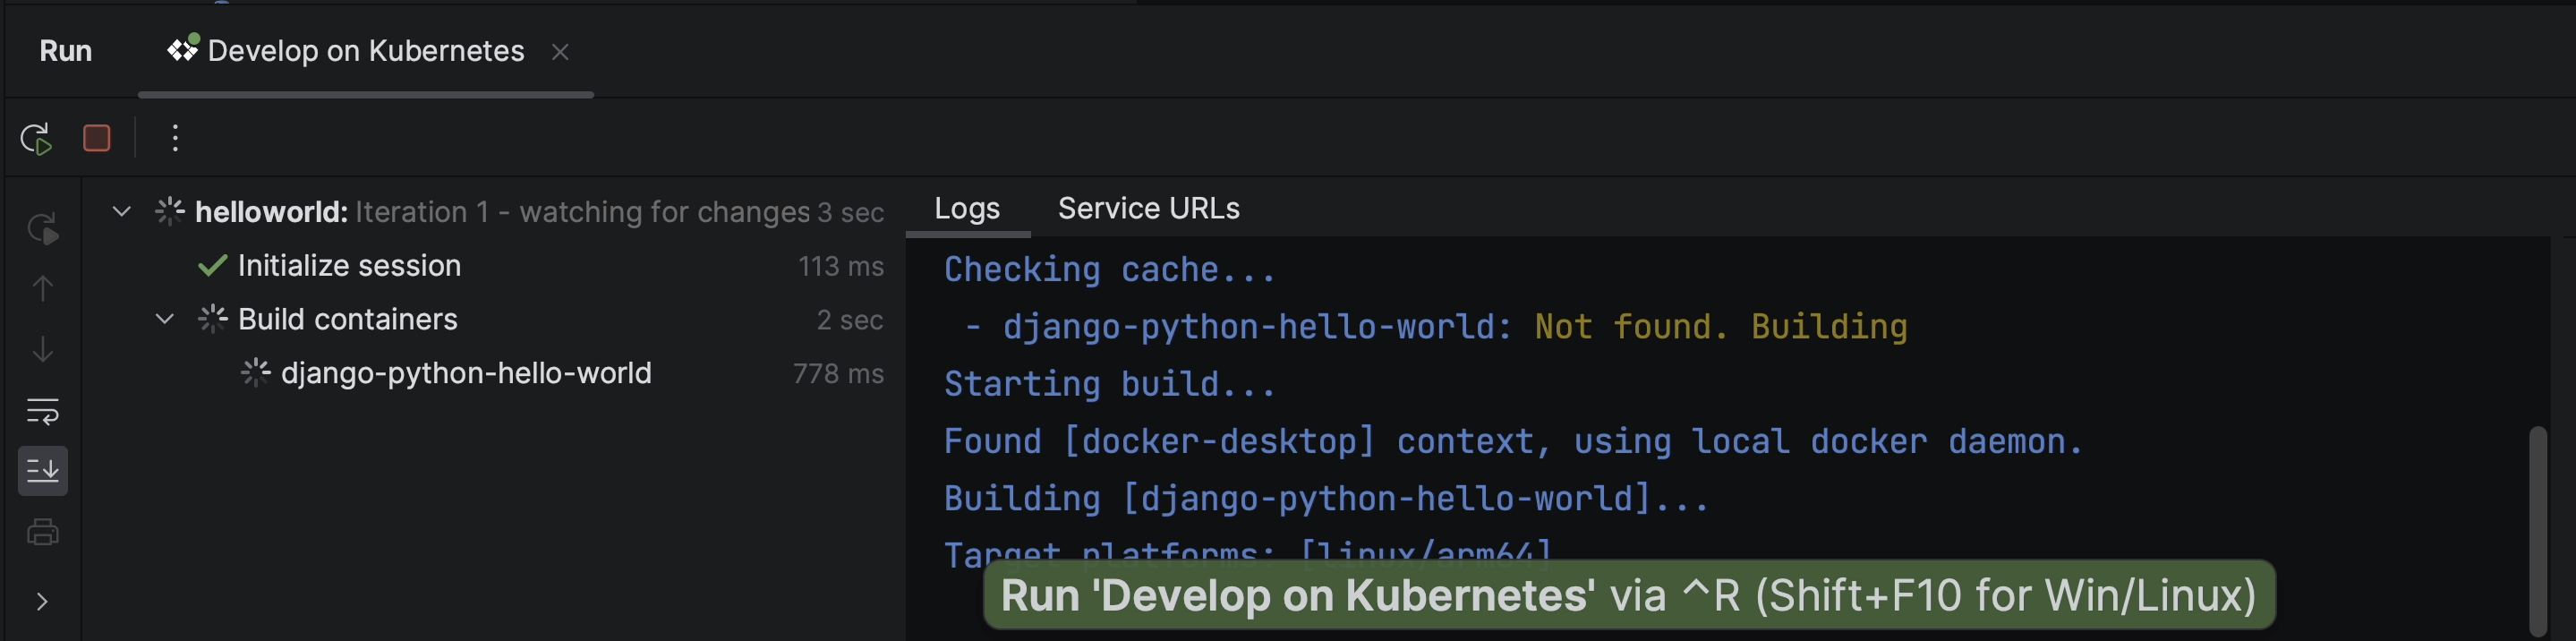 Run Develop on Kubernetes
helloworld: Iteration 1 - watching for changes 3 sec
Initialize session 113 ms
Build containers 2 sec
django-python-hello-world 778 ms
Logs Service URLs
Checking cache...
- django-python-hello-world: Not found. Building
Starting build...
Found [docker-desktop] context, using local docker daemon.
Building [django-python-hello-world]...
Target platforms: [linux/arm64]
Run 'Develop on Kubernetes' via ^R (Shift+F10 for Win/Linux)